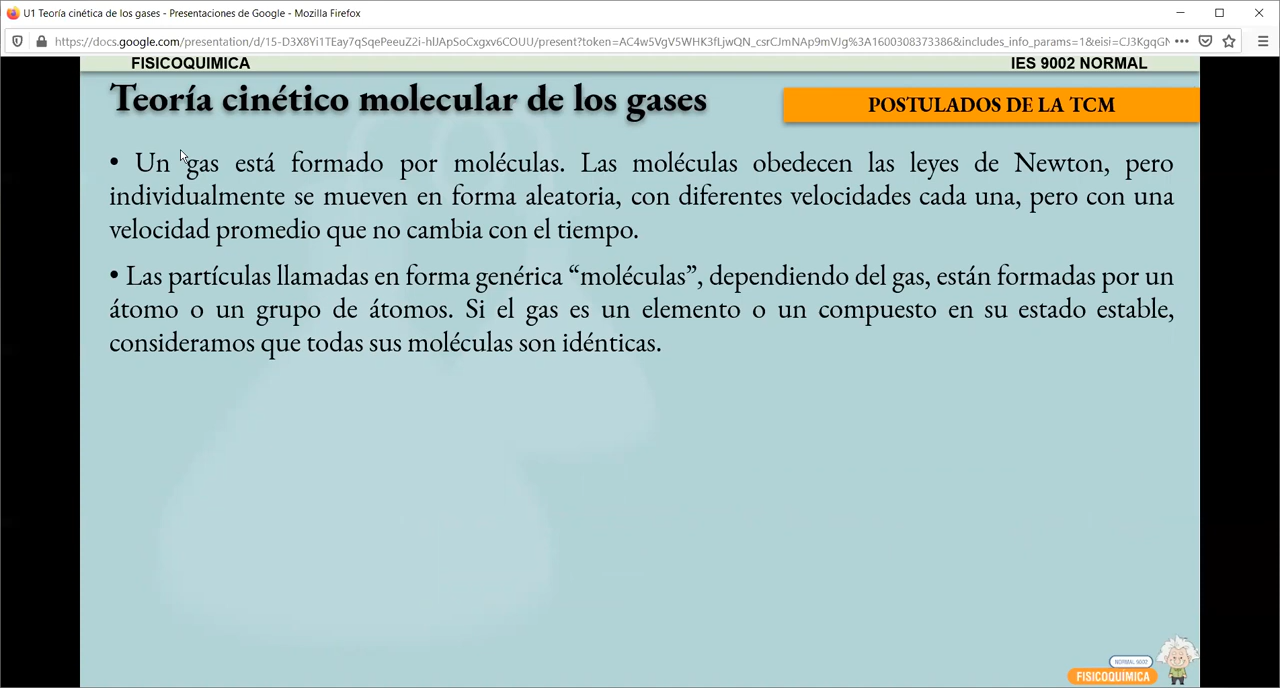 U1 Teoría cinética de los gases - Presentaciones de Google - Mozilla Firefox
https://docs.google.com/presentation/d/15-D3X8Yi1TEay7qSqePeeuZ2i-hlJApSoCxgxv6COUU/present?token=AC4w5VgV5WHK3fLjwQN_csrCJmNAp9mVJg%3A1600308373386&includes_info_params=1&eisi=CJ3KgqGN
FISICOQUIMICA IES 9002 NORMAL
Teoría cinético molecular de los gases
POSTULADOS DE LA TCM
• Un gas está formado por moléculas. Las moléculas obedecen las leyes de Newton, pero
individualmente se mueven en forma aleatoria, con diferentes velocidades cada una, pero con una
velocidad promedio que no cambia con el tiempo.
• Las partículas llamadas en forma genérica “moléculas”, dependiendo del gas, están formadas por un
átomo o un grupo de átomos. Si el gas es un elemento o un compuesto en su estado estable,
consideramos que todas sus moléculas son idénticas.
NORMAL 9002
FISICOQUÍMICA